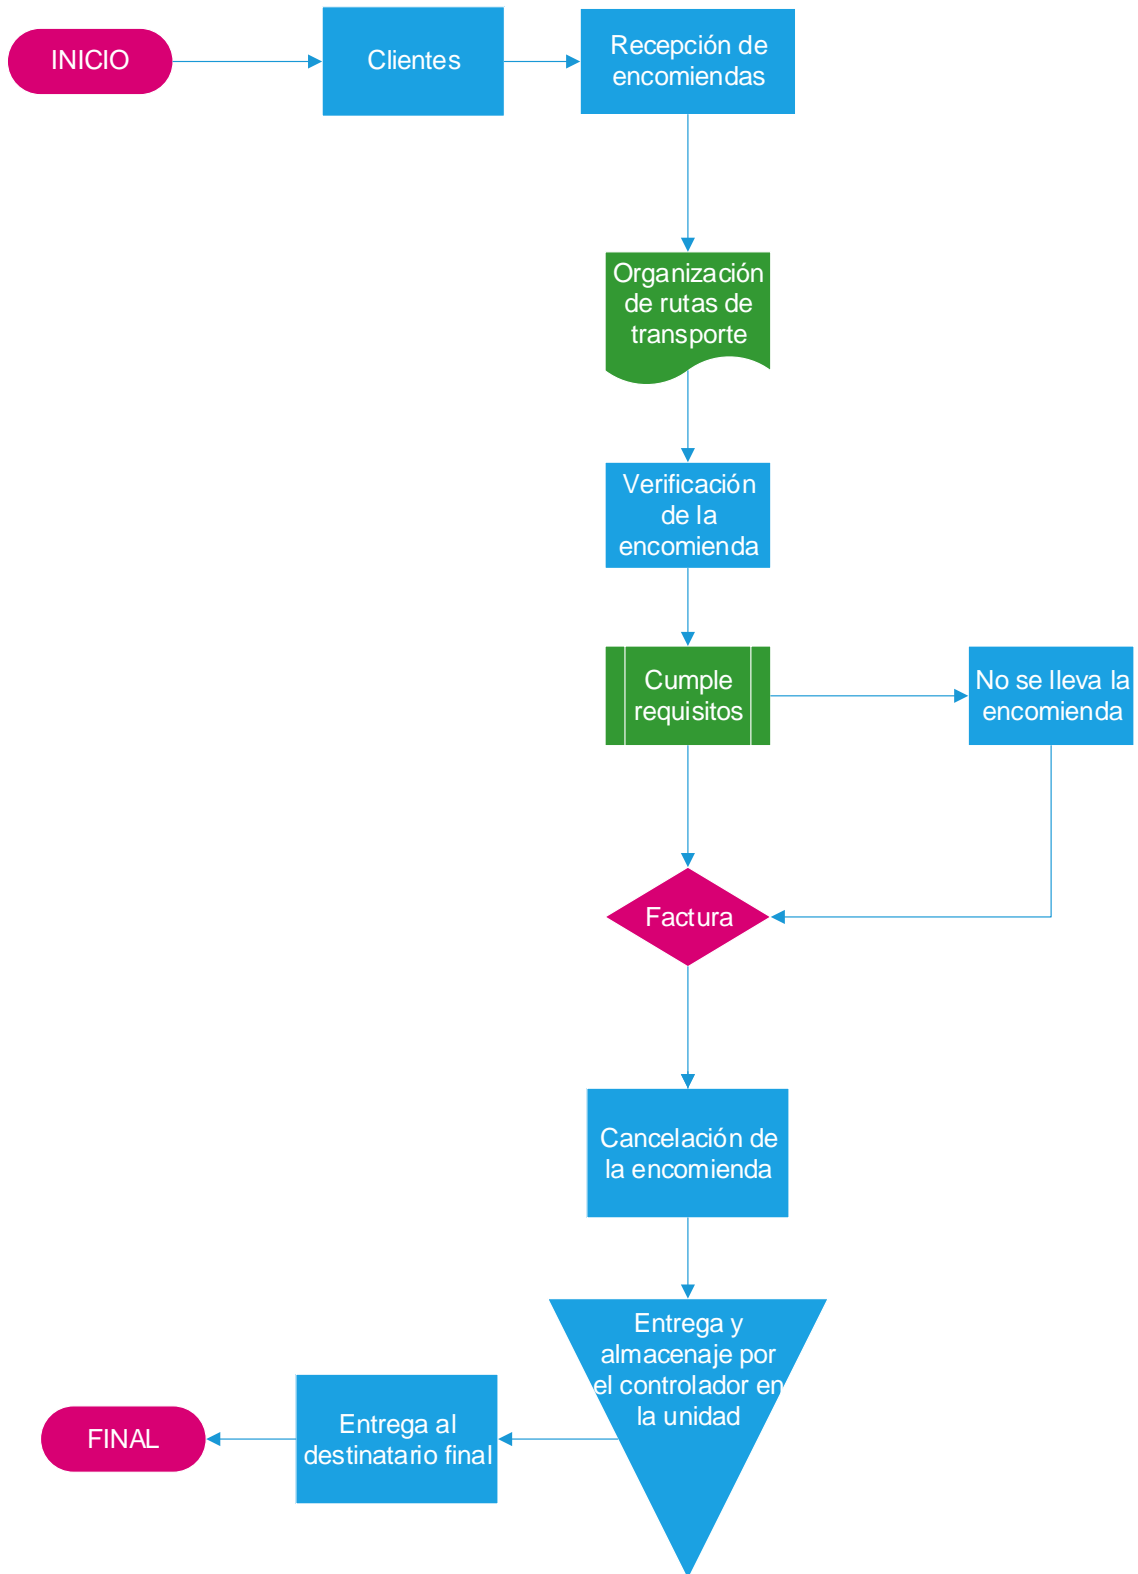 INICIO
Clientes
Recepción de
encomiendas
Organización
de rutas de
transporte
Verificación
de la
encomienda
Cumple
requisitos
No se lleva la
encomienda
Factura
Cancelación de
la encomienda
Entrega y
almacenaje por
el controlador en
la unidad
Entrega al
destinatario final
FINAL